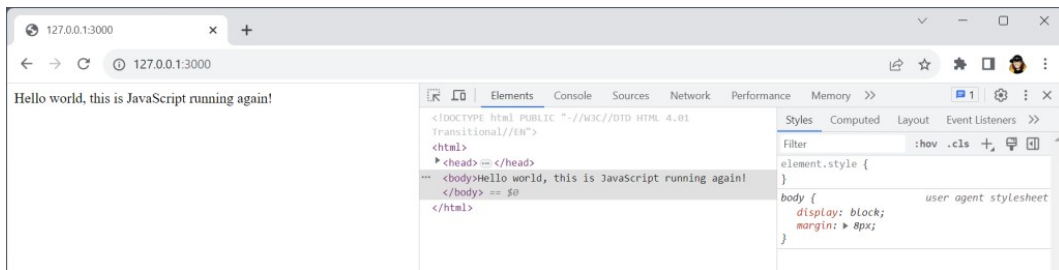 127.0.0.1:3000
127.0.0.1:3000
Hello world, this is JavaScript running again!
Elements Console Sources Network Performance Memory 1
<!DOCTYPE html PUBLIC "-//W3C//DTD HTML 4.01
Transitional//EN">
<html>
<head> … </head>
<body>Hello world, this is JavaScript running again!
</body> == $0
</html>
Styles Computed Layout Event Listeners
Filter :hov .cls
element.style {
}
body { user agent stylesheet
display: block;
margin: 8px;
}